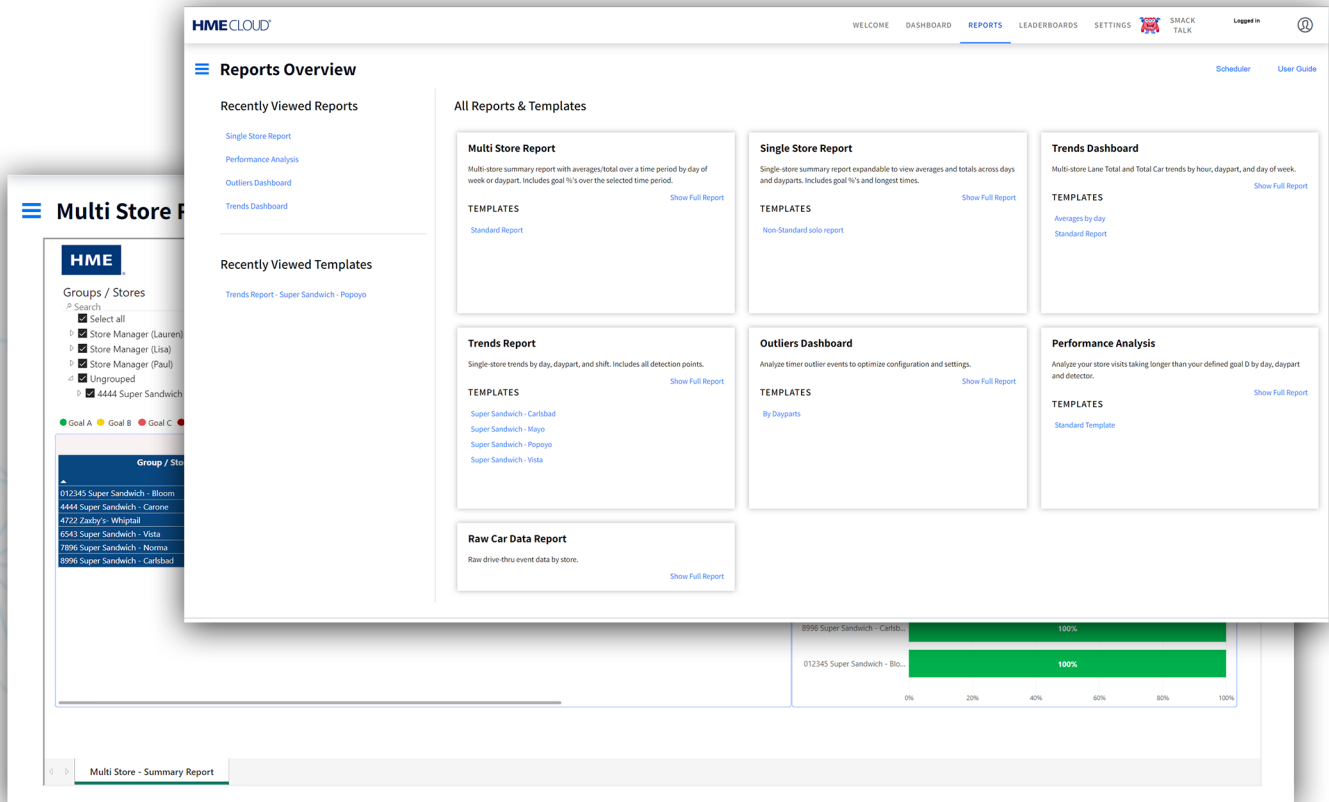 HME CLOUD
WELCOME
DASHBOARD
REPORTS
LEADERBOARDS
SETTINGS
SMACK
TALK
Logged in
Reports Overview
Scheduler
User Guide
Recently Viewed Reports
Single Store Report
Performance Analysis
Outliers Dashboard
Trends Dashboard
Recently Viewed Templates
Trends Report - Super Sandwich - Popoyo
All Reports & Templates
Multi Store Report
Multi-store summary report with averages/total over a time period by day of
week or daypart. Includes goal %'s over the selected time period.
Show Full Report
TEMPLATES
Standard Report
Single Store Report
Single-store summary report expandable to view averages and totals across days
and dayparts. Includes goal %'s and longest times.
Show Full Report
TEMPLATES
Non-Standard solo report
Trends Dashboard
Multi-store Lane Total and Total Car trends by hour, daypart, and day of week.
Show Full Report
TEMPLATES
Averages by day
Standard Report
Trends Report
Single-store trends by day, daypart, and shift. Includes all detection points.
Show Full Report
TEMPLATES
Super Sandwich - Carlsbad
Super Sandwich - Mayo
Super Sandwich - Popoyo
Super Sandwich - Vista
Outliers Dashboard
Analyze timer outlier events to optimize configuration and settings.
Show Full Report
TEMPLATES
By Dayparts
Performance Analysis
Analyze your store visits taking longer than your defined goal D by day, daypart
and detector.
Show Full Report
TEMPLATES
Standard Template
Raw Car Data Report
Raw drive-thru event data by store.
Show Full Report
Multi Store
HME
Groups / Stores
Search
Select all
Store Manager (Lauren)
Store Manager (Lisa)
Store Manager (Paul)
Ungrouped
4444 Super Sandwich
Goal A
Goal B
Goal C
Group / Sto
012345 Super Sandwich - Bloom
4444 Super Sandwich - Carone
4722 Zaxby's- Whiptail
6543 Super Sandwich - Vista
7896 Super Sandwich - Norma
8996 Super Sandwich - Carlsbad
8996 Super Sandwich - Carlsb...
100%
012345 Super Sandwich - Blo...
100%
0% 20% 40% 60% 80% 100%
Multi Store - Summary Report